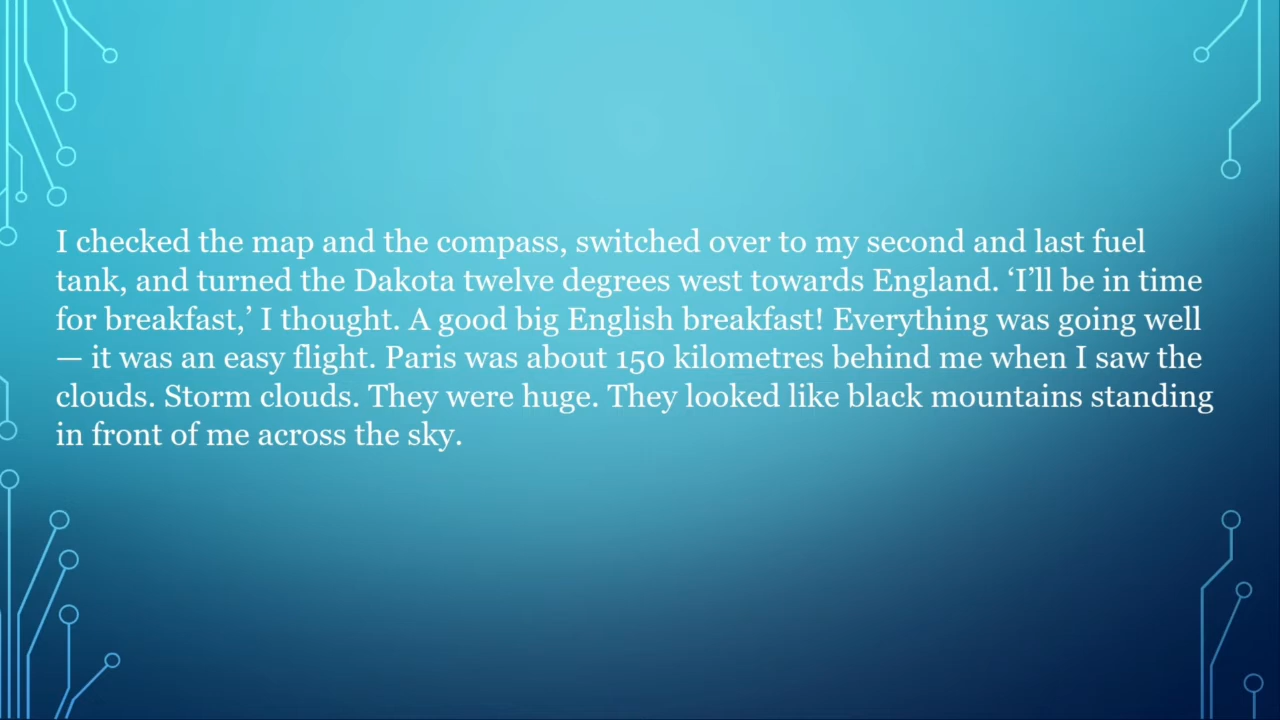 I checked the map and the compass, switched over to my second and last fuel
tank, and turned the Dakota twelve degrees west towards England. ‘I’ll be in time
for breakfast,’ I thought. A good big English breakfast! Everything was going well
— it was an easy flight. Paris was about 150 kilometres behind me when I saw the
clouds. Storm clouds. They were huge. They looked like black mountains standing
in front of me across the sky.